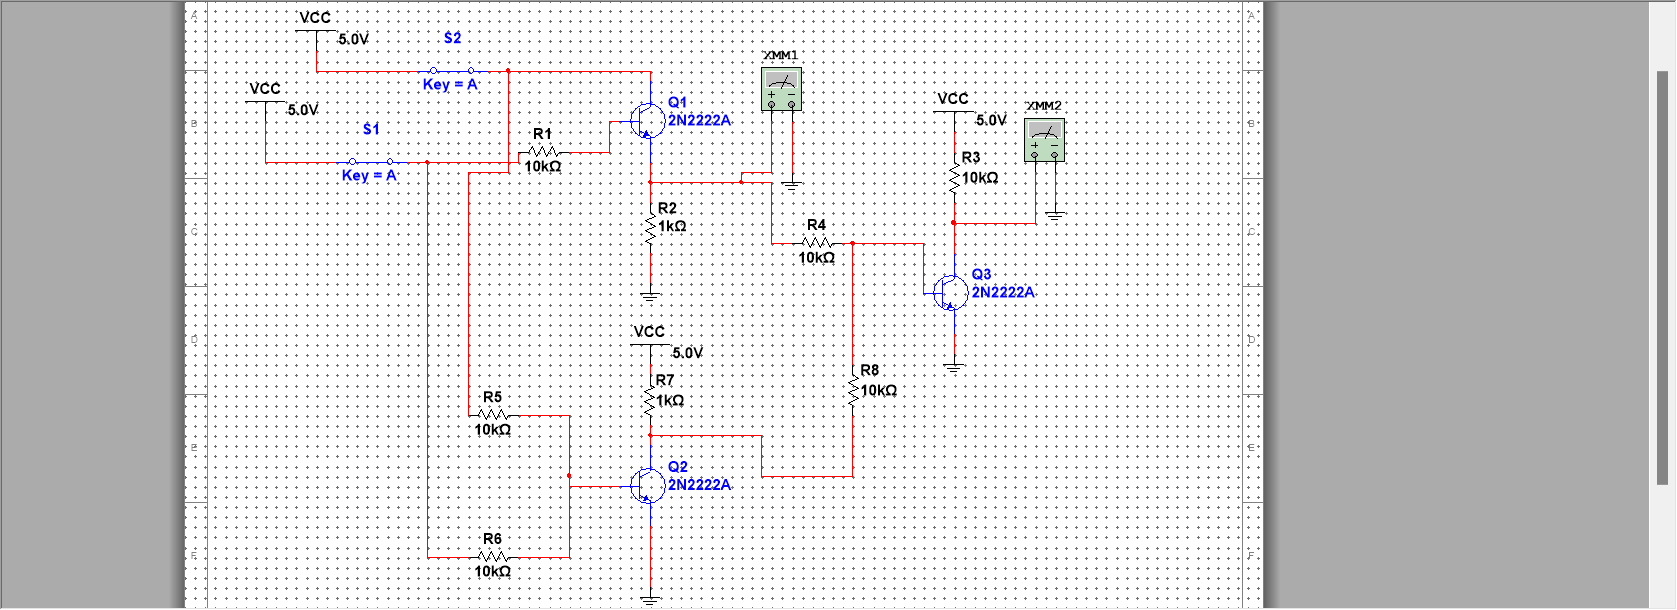 A
VCC
5.0V
S2
Key = A
VCC
5.0V
S1
Key = A
B
R1
10kΩ
Q1
2N2222A
XMM1
+ −
VCC
5.0V
XMM2
+ −
R3
10kΩ
A
B
C
R2
1kΩ
R4
10kΩ
Q3
2N2222A
C
D
VCC
5.0V
R7
1kΩ
R8
10kΩ
D
R5
10kΩ
E
Q2
2N2222A
E
R6
10kΩ
F
F